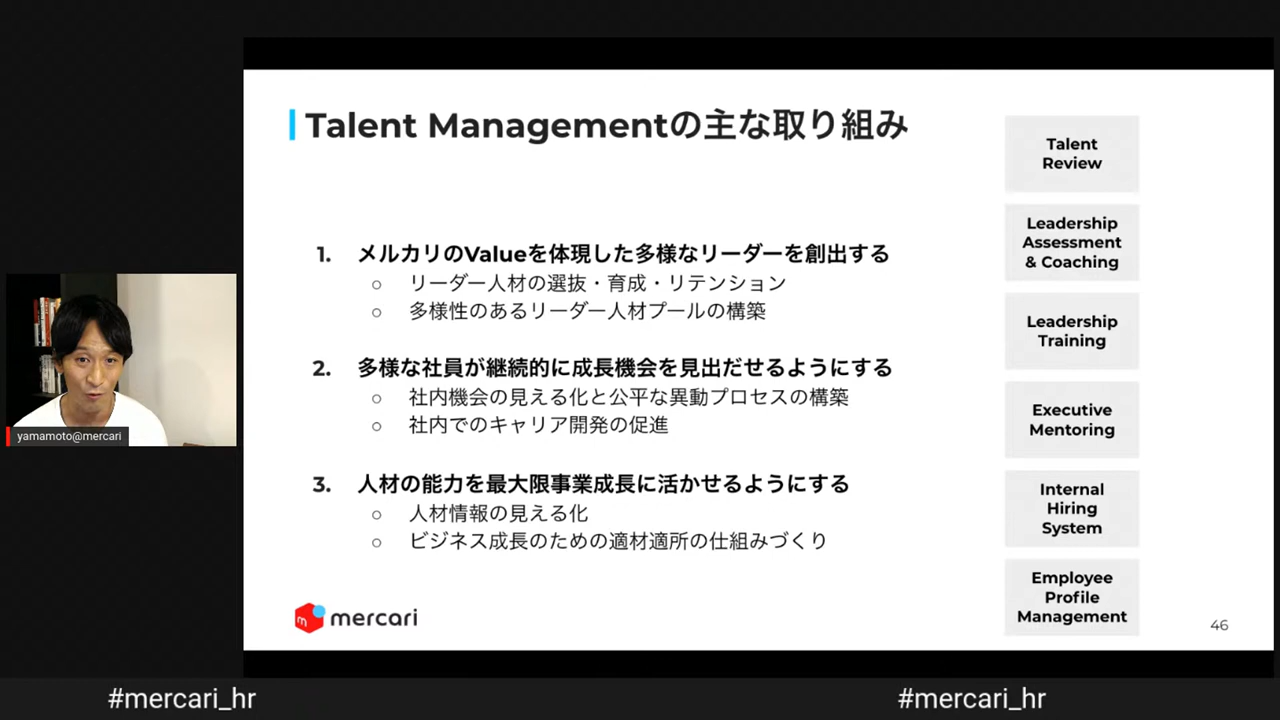 Talent Managementの主な取り組み
1. メルカリのValueを体現した多様なリーダーを創出する
○ リーダー人材の選抜・育成・リテンション
○ 多様性のあるリーダー人材プールの構築
2. 多様な社員が継続的に成長機会を見出だせるようにする
○ 社内機会の見える化と公平な異動プロセスの構築
○ 社内でのキャリア開発の促進
3. 人材の能力を最大限事業成長に活かせるようにする
○ 人材情報の見える化
○ ビジネス成長のための適材適所の仕組みづくり
Talent
Review
Leadership
Assessment
& Coaching
Leadership
Training
Executive
Mentoring
Internal
Hiring
System
Employee
Profile
Management
m mercari
46
yamamoto@mercari
#mercari_hr
#mercari_hr